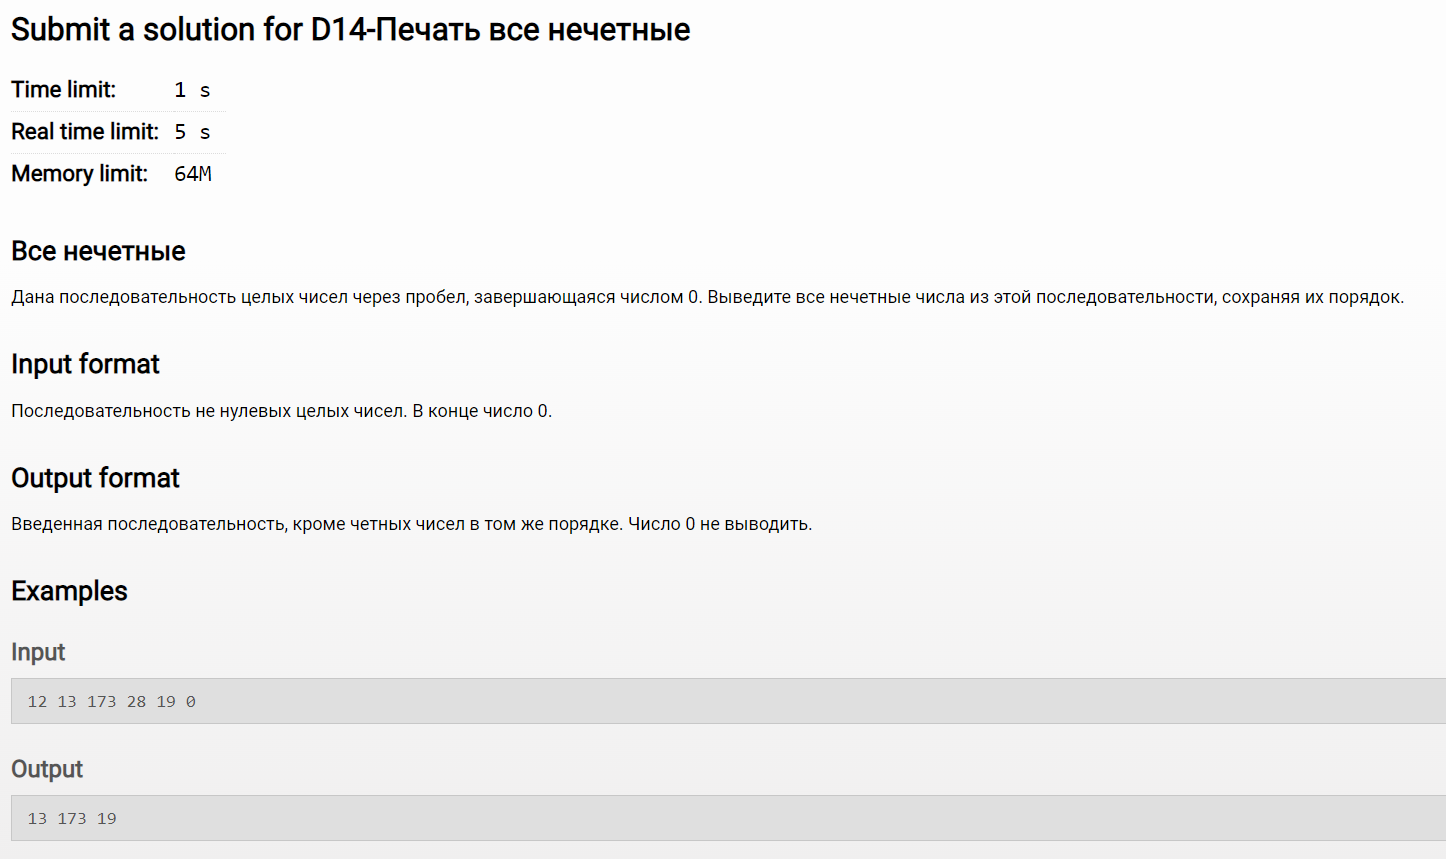 Submit a solution for D14-Печать все нечетные
Time limit: 1 s
Real time limit: 5 s
Memory limit: 64M
Все нечетные
Дана последовательность целых чисел через пробел, завершающаяся числом 0. Выведите все нечетные числа из этой последовательности, сохраняя их порядок.
Input format
Последовательность не нулевых целых чисел. В конце число 0.
Output format
Введенная последовательность, кроме четных чисел в том же порядке. Число 0 не выводить.
Examples
Input
12 13 173 28 19 0
Output
13 173 19